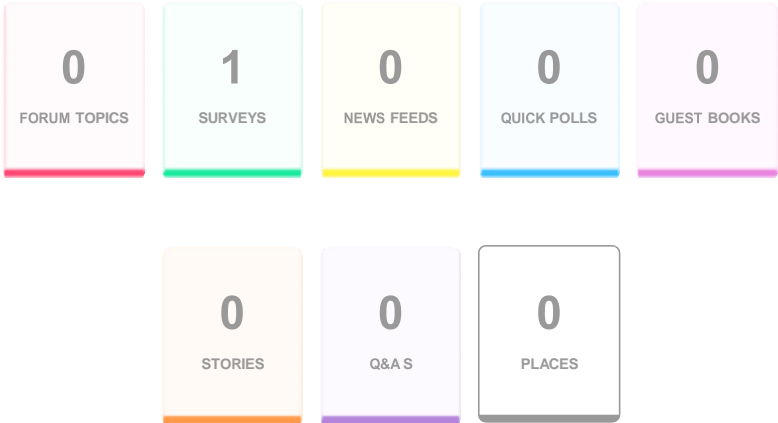 0 1 0 0 0
FORUM TOPICS SURVEYS NEWS FEEDS QUICK POLLS GUEST BOOKS
0 0 0
STORIES Q&A S PLACES